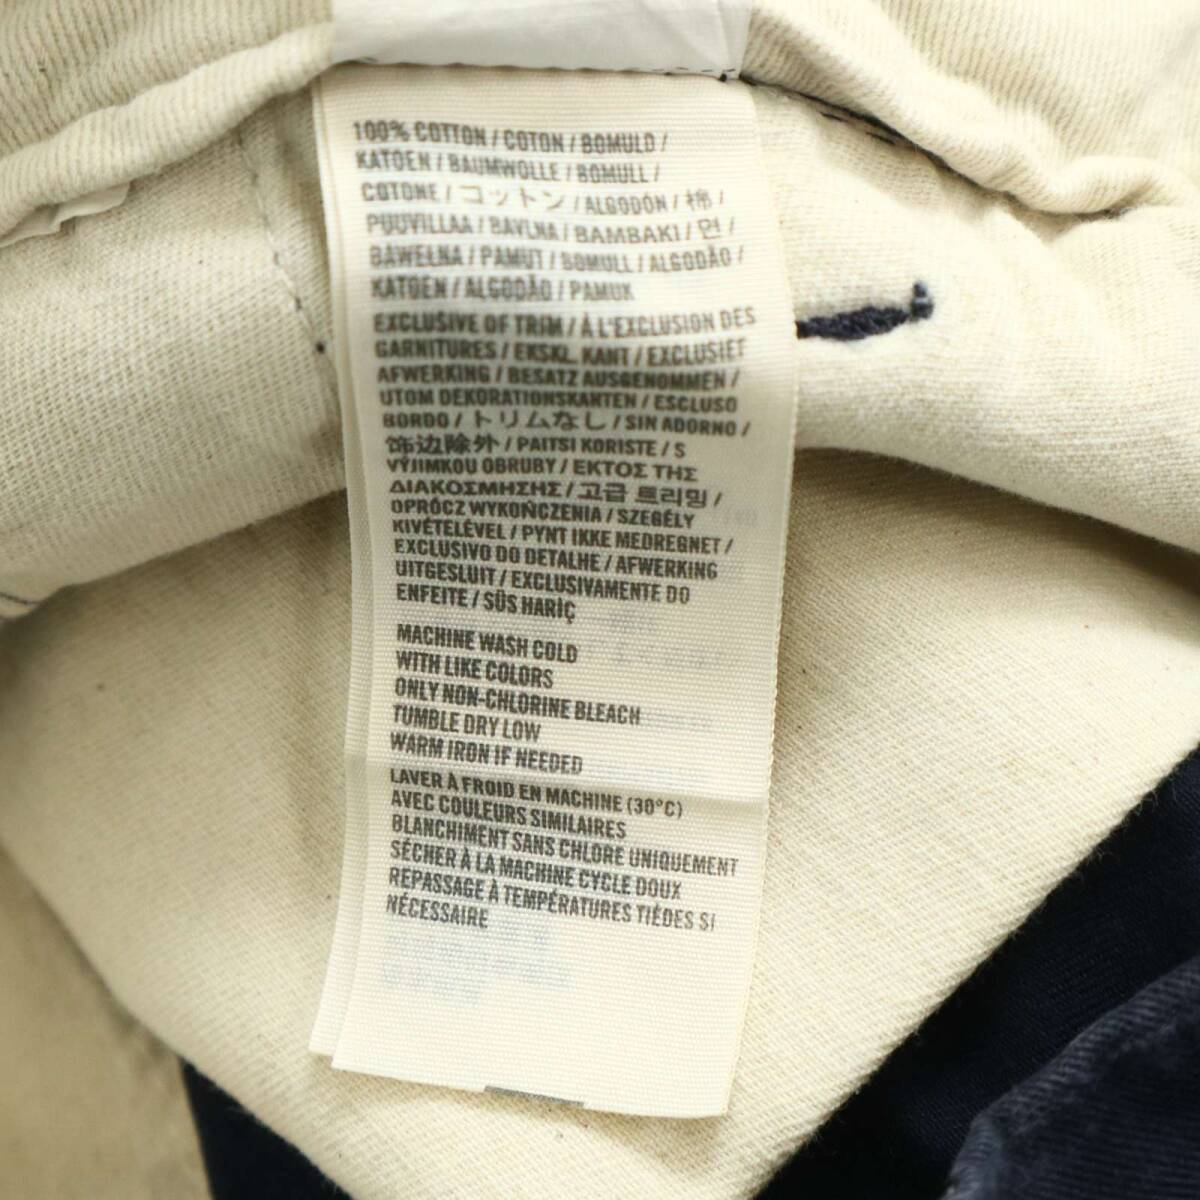 100% COTTON / COTON / BOMULD /
KATOEN / BAUMWOLLE / BOMULL /
COTONE / コットン / ALGODÓN / 棉 /
PUUVILLAA / BAVLNA / BAMBAKI / 면 /
BAWEŁNA / PAMUT / BOMULL / ALGODÃO /
KATOEN / ALGODÃO / PAMUK
EXCLUSIVE OF TRIM / À L'EXCLUSION DES
GARNITURES / EKSKL. KANT / EXCLUSIEF
AFWERKING / BESATZ AUSGENOMMEN /
UTOM DEKORATIONSKANTEN / ESCLUSO
BORDO / トリムなし / SIN ADORNO /
饰边除外 / PAITSI KORISTE / S
VÝJIMKOU OBRUBY / ΕΚΤΟΣ ΤΗΣ
ΔΙΑΚΟΣΜΗΣΗΣ / 고급 트리밍 /
OPRÓCZ WYKOŃCZENIA / SZEGÉLY
KIVÉTELÉVEL / PYNT IKKE MEDREGNET /
EXCLUSIVO DO DETALHE / AFWERKING
UITGESLUIT / EXCLUSIVAMENTE DO
ENFEITE / SÜS HARİÇ
MACHINE WASH COLD
WITH LIKE COLORS
ONLY NON-CHLORINE BLEACH
TUMBLE DRY LOW
WARM IRON IF NEEDED
LAVER À FROID EN MACHINE (30°C)
AVEC COULEURS SIMILAIRES
BLANCHIMENT SANS CHLORE UNIQUEMENT
SÉCHER À LA MACHINE CYCLE DOUX
REPASSAGE À TEMPÉRATURES TIÈDES SI
NÉCESSAIRE